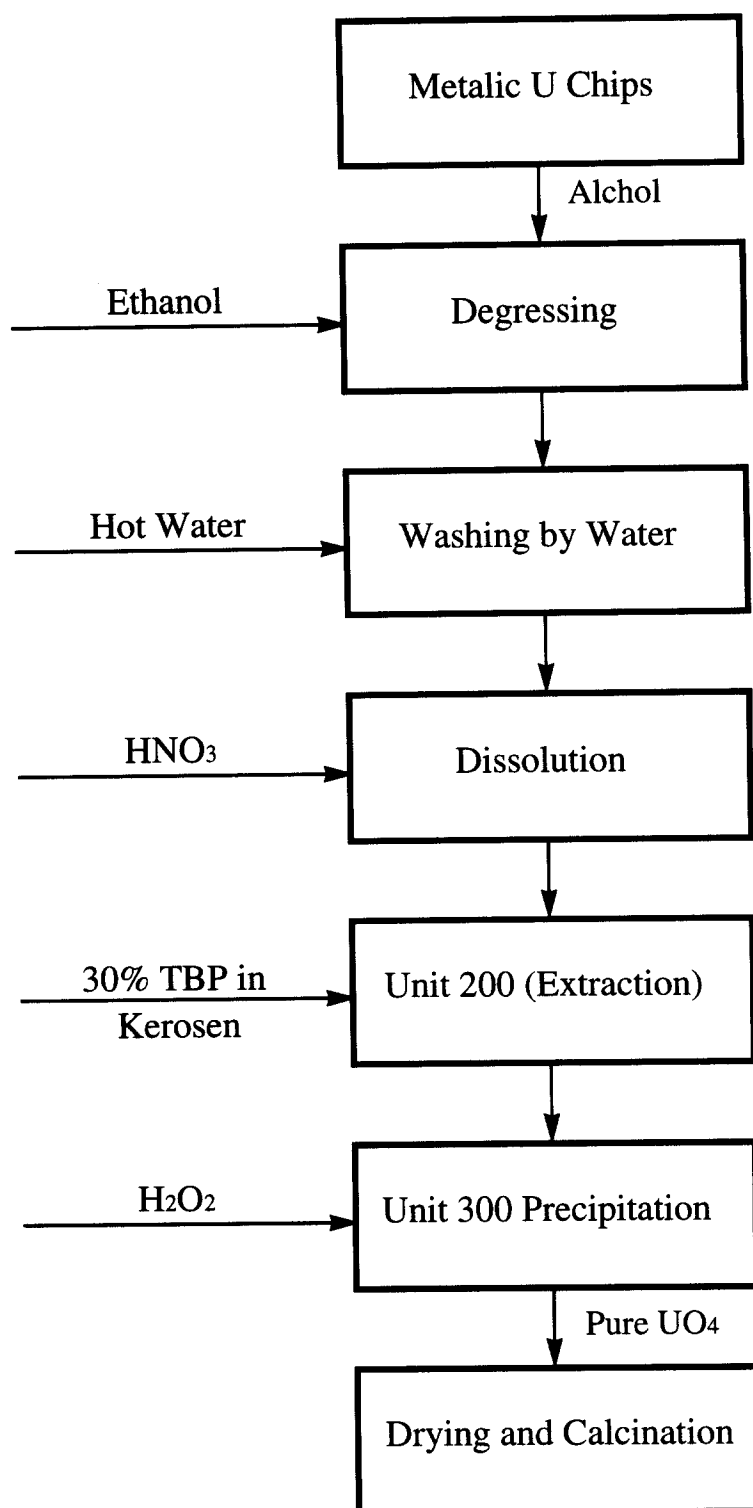 Metalic U Chips
Alchol
Ethanol
Degressing
Hot Water
Washing by Water
HNO3
Dissolution
30% TBP in
Kerosen
Unit 200 (Extraction)
H2O2
Unit 300 Precipitation
Pure UO4
Drying and Calcination